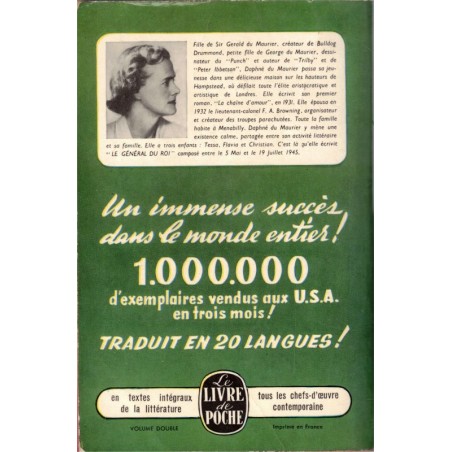 Fille de Sir Gerald du Maurier, créateur de Bulldog
Drummond, petite fille de George du Maurier, dessi-
nateur du "Punch" et auteur de "Trilby" et de
"Peter Ibbetson". Daphné du Maurier passa sa jeu-
nesse dans une délicieuse maison sur les hauteurs de
Hampstead, où défilait toute l'élite aristocratique et
artistique de Londres. Elle écrivit son premier
roman, "La chaîne d'amour", en 1931. Elle épousa en
1932 le lieutenant-colonel F. A. Browning, organisateur
et créateur des troupes parachutées. Toute la famille
habite à Menabilly. Daphné du Maurier y mène une
existence calme, partagée entre son activité littéraire
et sa famille. Elle a trois enfants : Tessa, Flavia et Christian. C'est là qu'elle écrivit
"LE GÉNÉRAL DU ROI" composé entre le 5 Mai et le 19 Juillet 1945.
Un immense succès
dans le monde entier!
1.000.000
d'exemplaires vendus aux U.S.A.
en trois mois!
TRADUIT EN 20 LANGUES!
en textes intégraux
de la littérature
Le
LIVRE
de
POCHE
tous les chefs-d'œuvre
contemporaine
VOLUME DOUBLE
Imprimé en France